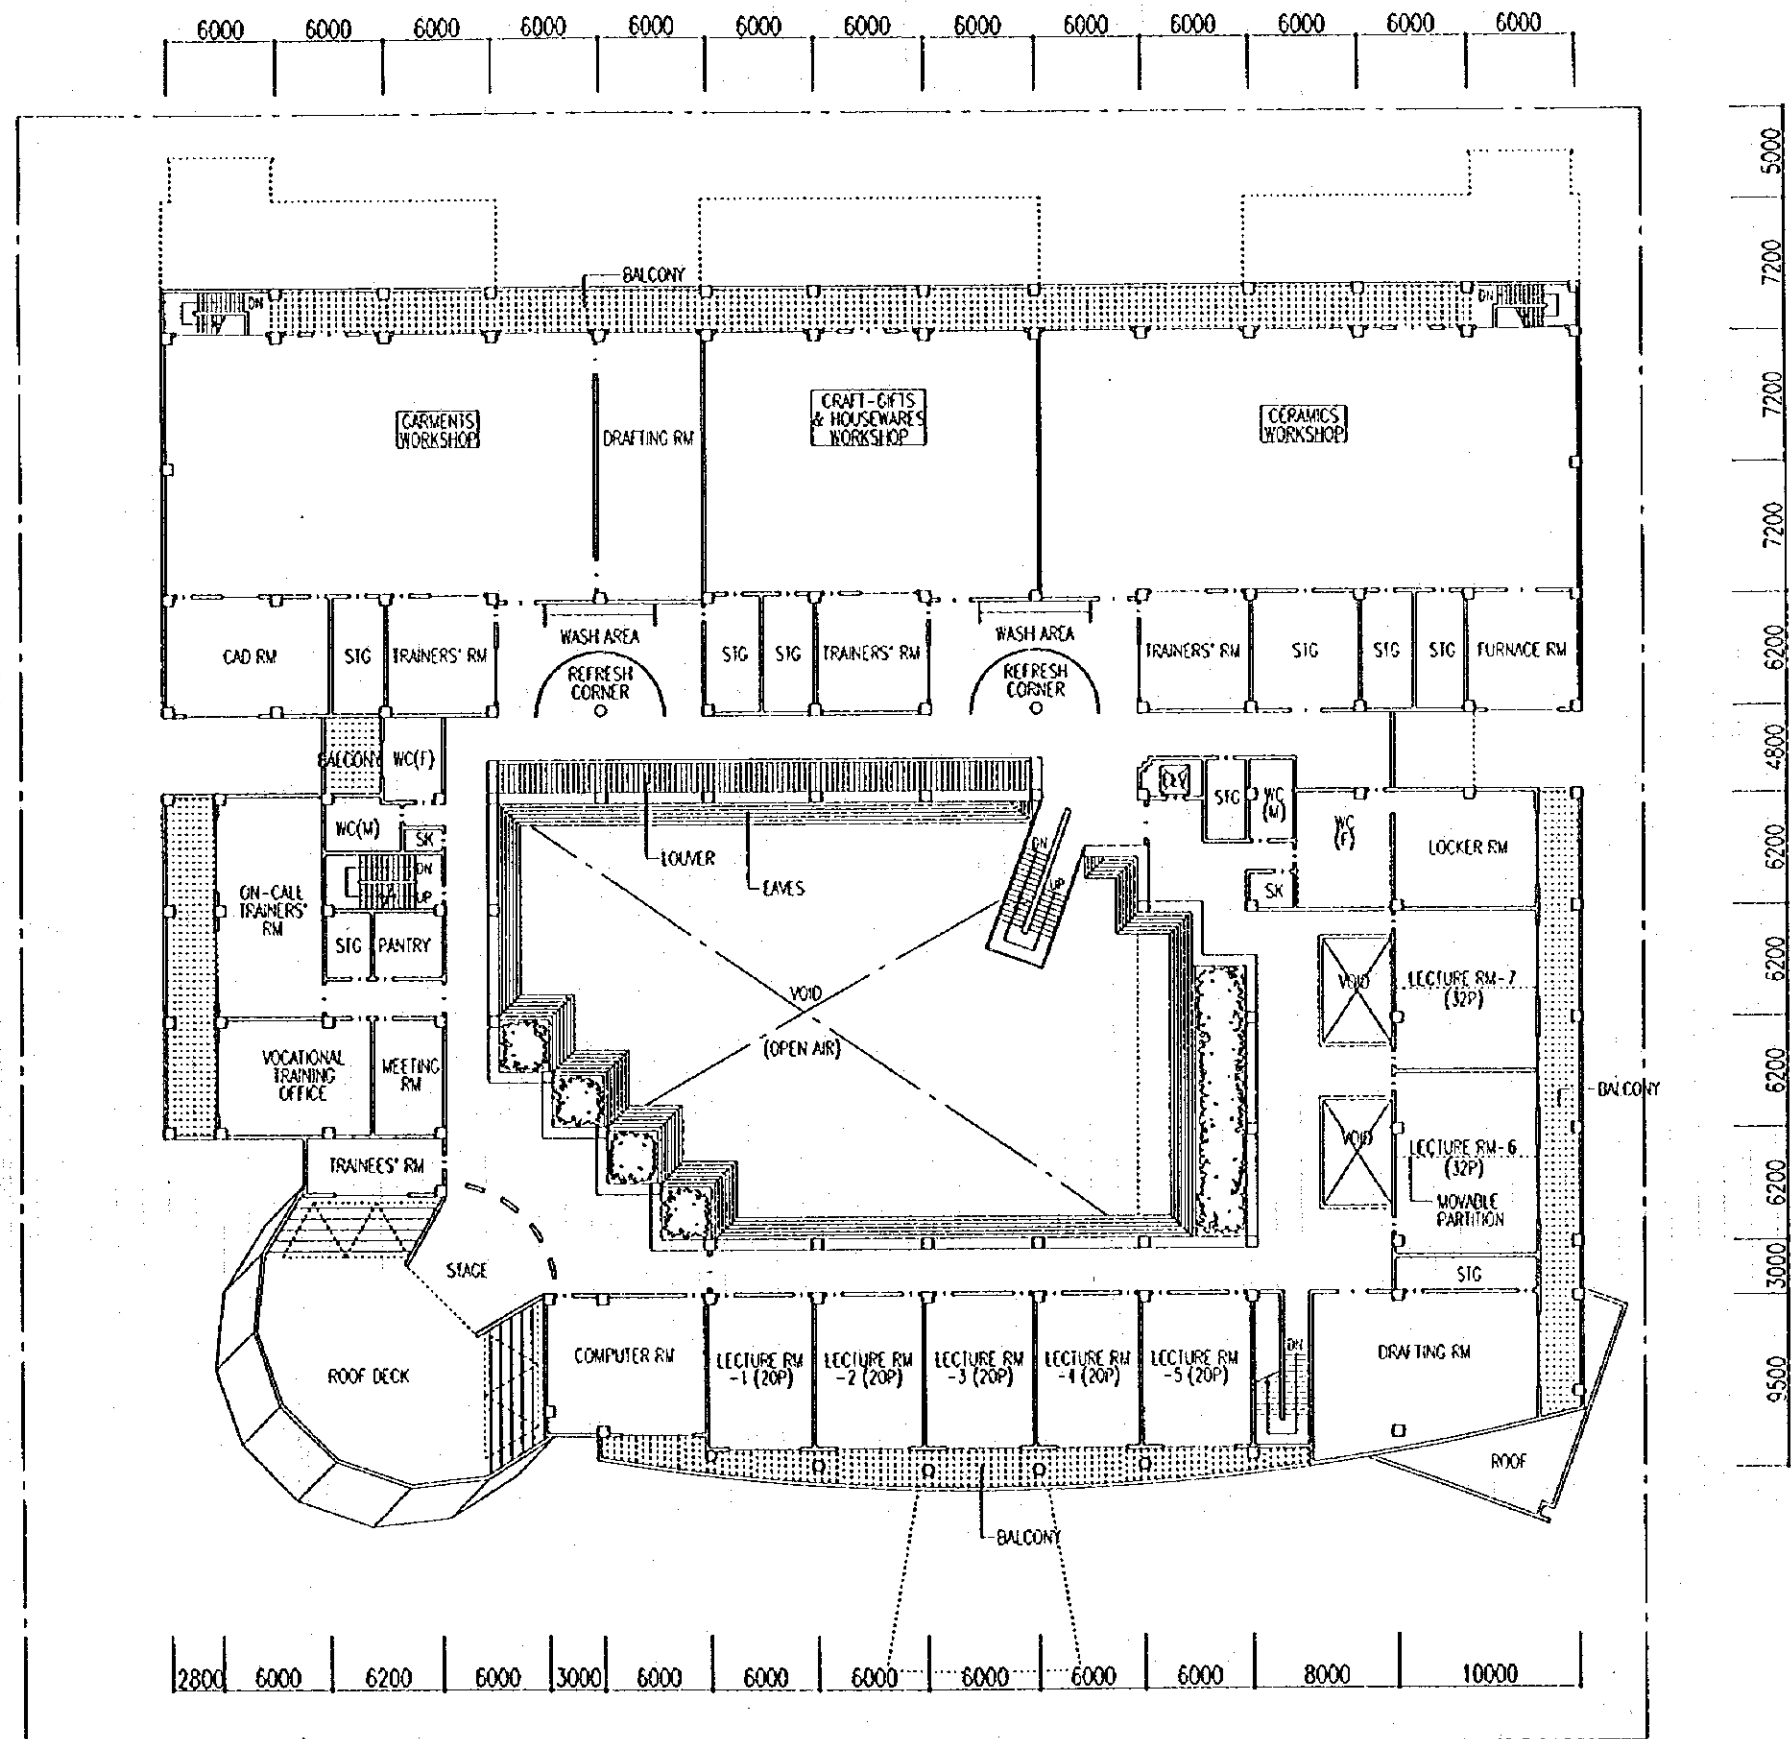 6000 6000 6000 6000 6000 6000 6000 6000 6000 6000 6000 6000 6000
5000
7200
7200
7200
6200
4800
6200
6200
6200
6200
3000
9500
BALCONY
DN
DN
GARMENTS
WORKSHOP
DRAFTING RM
CRAFT-GIFTS
& HOUSEWARES
WORKSHOP
CERAMICS
WORKSHOP
CAD RM
STG
TRAINERS' RM
WASH AREA
REFRESH
CORNER
STG
STG
TRAINERS' RM
WASH AREA
REFRESH
CORNER
TRAINERS' RM
STG
STG
STG
FURNACE RM
BALCONY
WC(F)
WC(M)
SK
DN
UP
ON-CALL
TRAINERS'
RM
STG
PANTRY
LOUVER
EAVES
DN
UP
ELV
STG
WC
(M)
WC
(F)
SK
LOCKER RM
VOID
(OPEN AIR)
VOID
LECTURE RM-7
(32P)
VOCATIONAL
TRAINING
OFFICE
MEETING
RM
BALCONY
VOID
LECTURE RM-6
(32P)
MOVABLE
PARTITION
TRAINEES' RM
STAGE
STG
ROOF DECK
COMPUTER RM
LECTURE RM
-1 (20P)
LECTURE RM
-2 (20P)
LECTURE RM
-3 (20P)
LECTURE RM
-4 (20P)
LECTURE RM
-5 (20P)
DN
DRAFTING RM
ROOF
BALCONY
2800 6000 6200 6000 3000 6000 6000 6000 6000 6000 6000 8000 10000